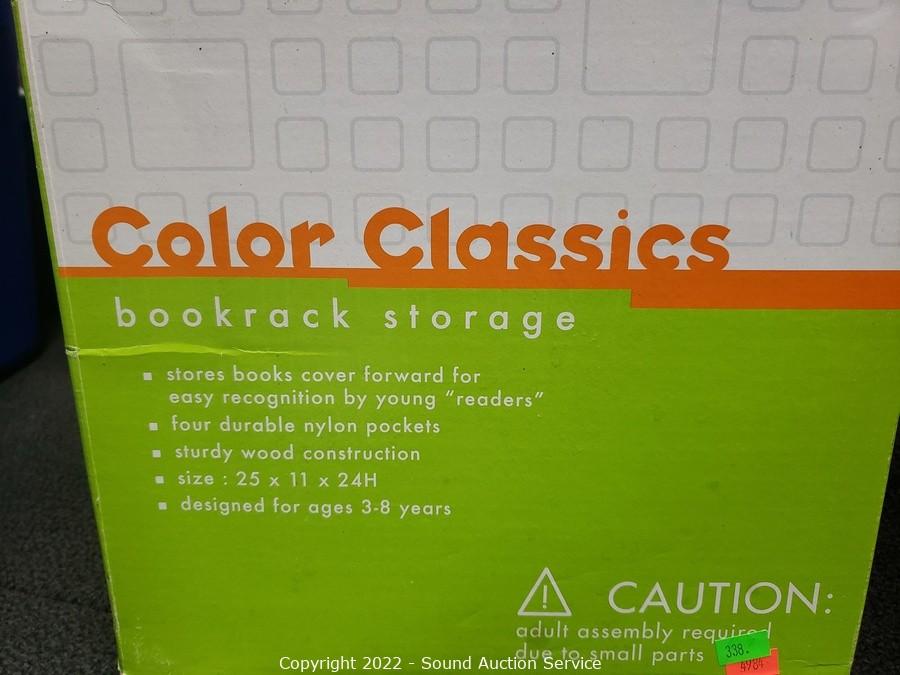 Color Classics
bookrack storage
▪ stores books cover forward for
easy recognition by young “readers”
▪ four durable nylon pockets
▪ sturdy wood construction
▪ size : 25 x 11 x 24H
▪ designed for ages 3-8 years
CAUTION:
adult assembly required
due to small parts
338.
4984
Copyright 2022 - Sound Auction Service